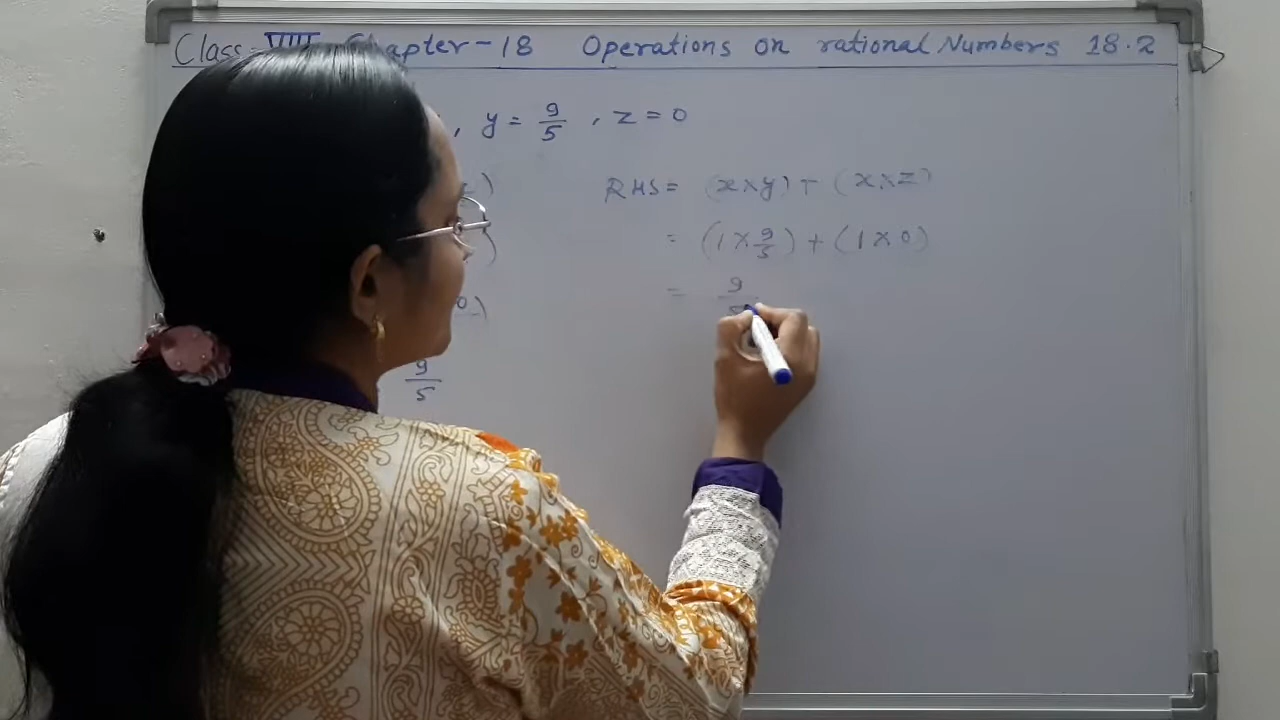 Class - VIII Chapter - 18 Operations on rational Numbers 18.2
, y = 9/5 , z = 0
)
RHS = (x × y) + (x × z)
)
= (1 × 9/5) + (1 × 0)
0)
= 9/
9/5